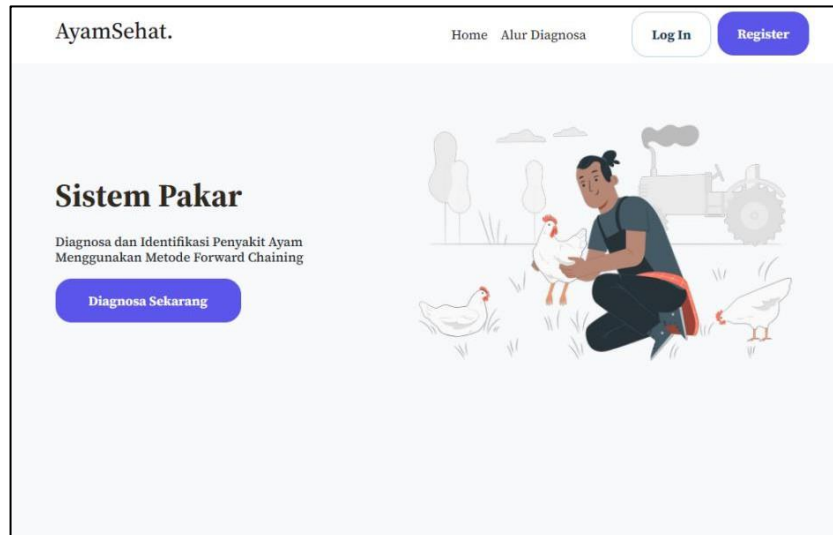 AyamSehat.
Home Alur Diagnosa Log In Register
Sistem Pakar
Diagnosa dan Identifikasi Penyakit Ayam
Menggunakan Metode Forward Chaining
Diagnosa Sekarang